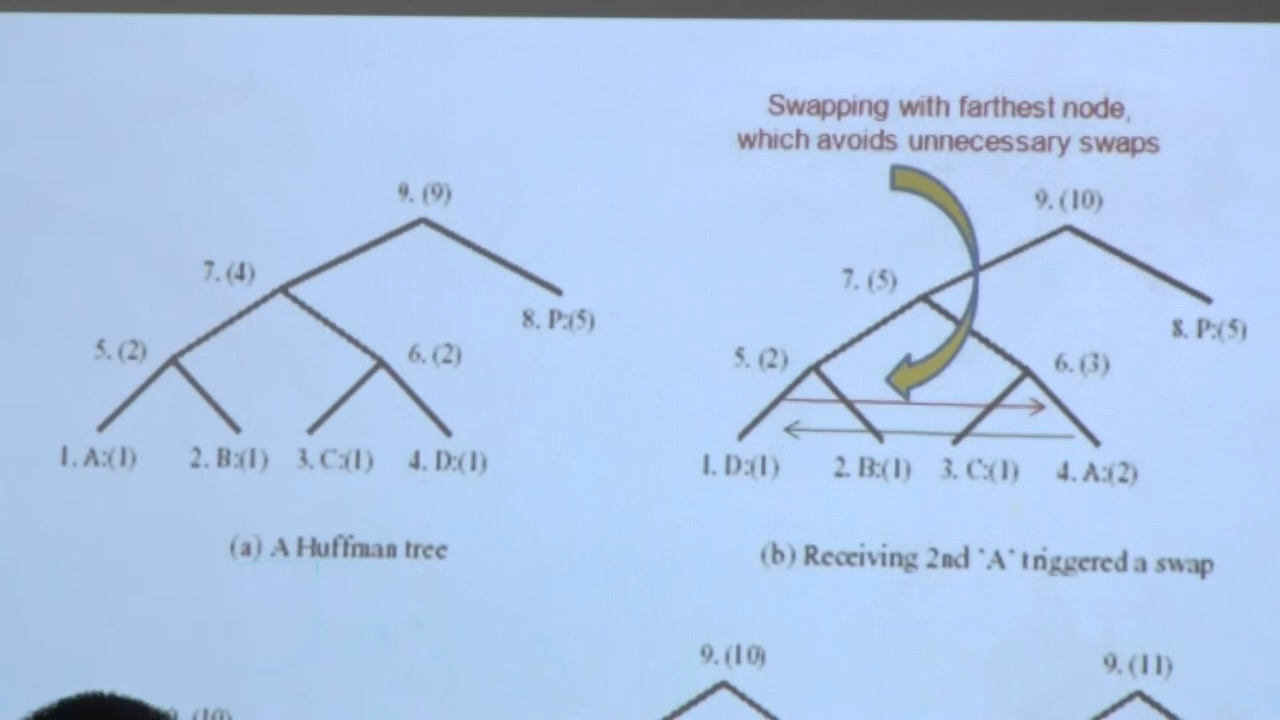 Swapping with farthest node,
which avoids unnecessary swaps
9. (9)
7. (4)
8. P:(5)
5. (2)
6. (2)
1. A:(1)
2. B:(1)
3. C:(1)
4. D:(1)
(a) A Huffman tree
9. (10)
7. (5)
8. P:(5)
5. (2)
6. (3)
1. D:(1)
2. B:(1)
3. C:(1)
4. A:(2)
(b) Receiving 2nd 'A' triggered a swap
9. (10)
9. (10)
9. (11)